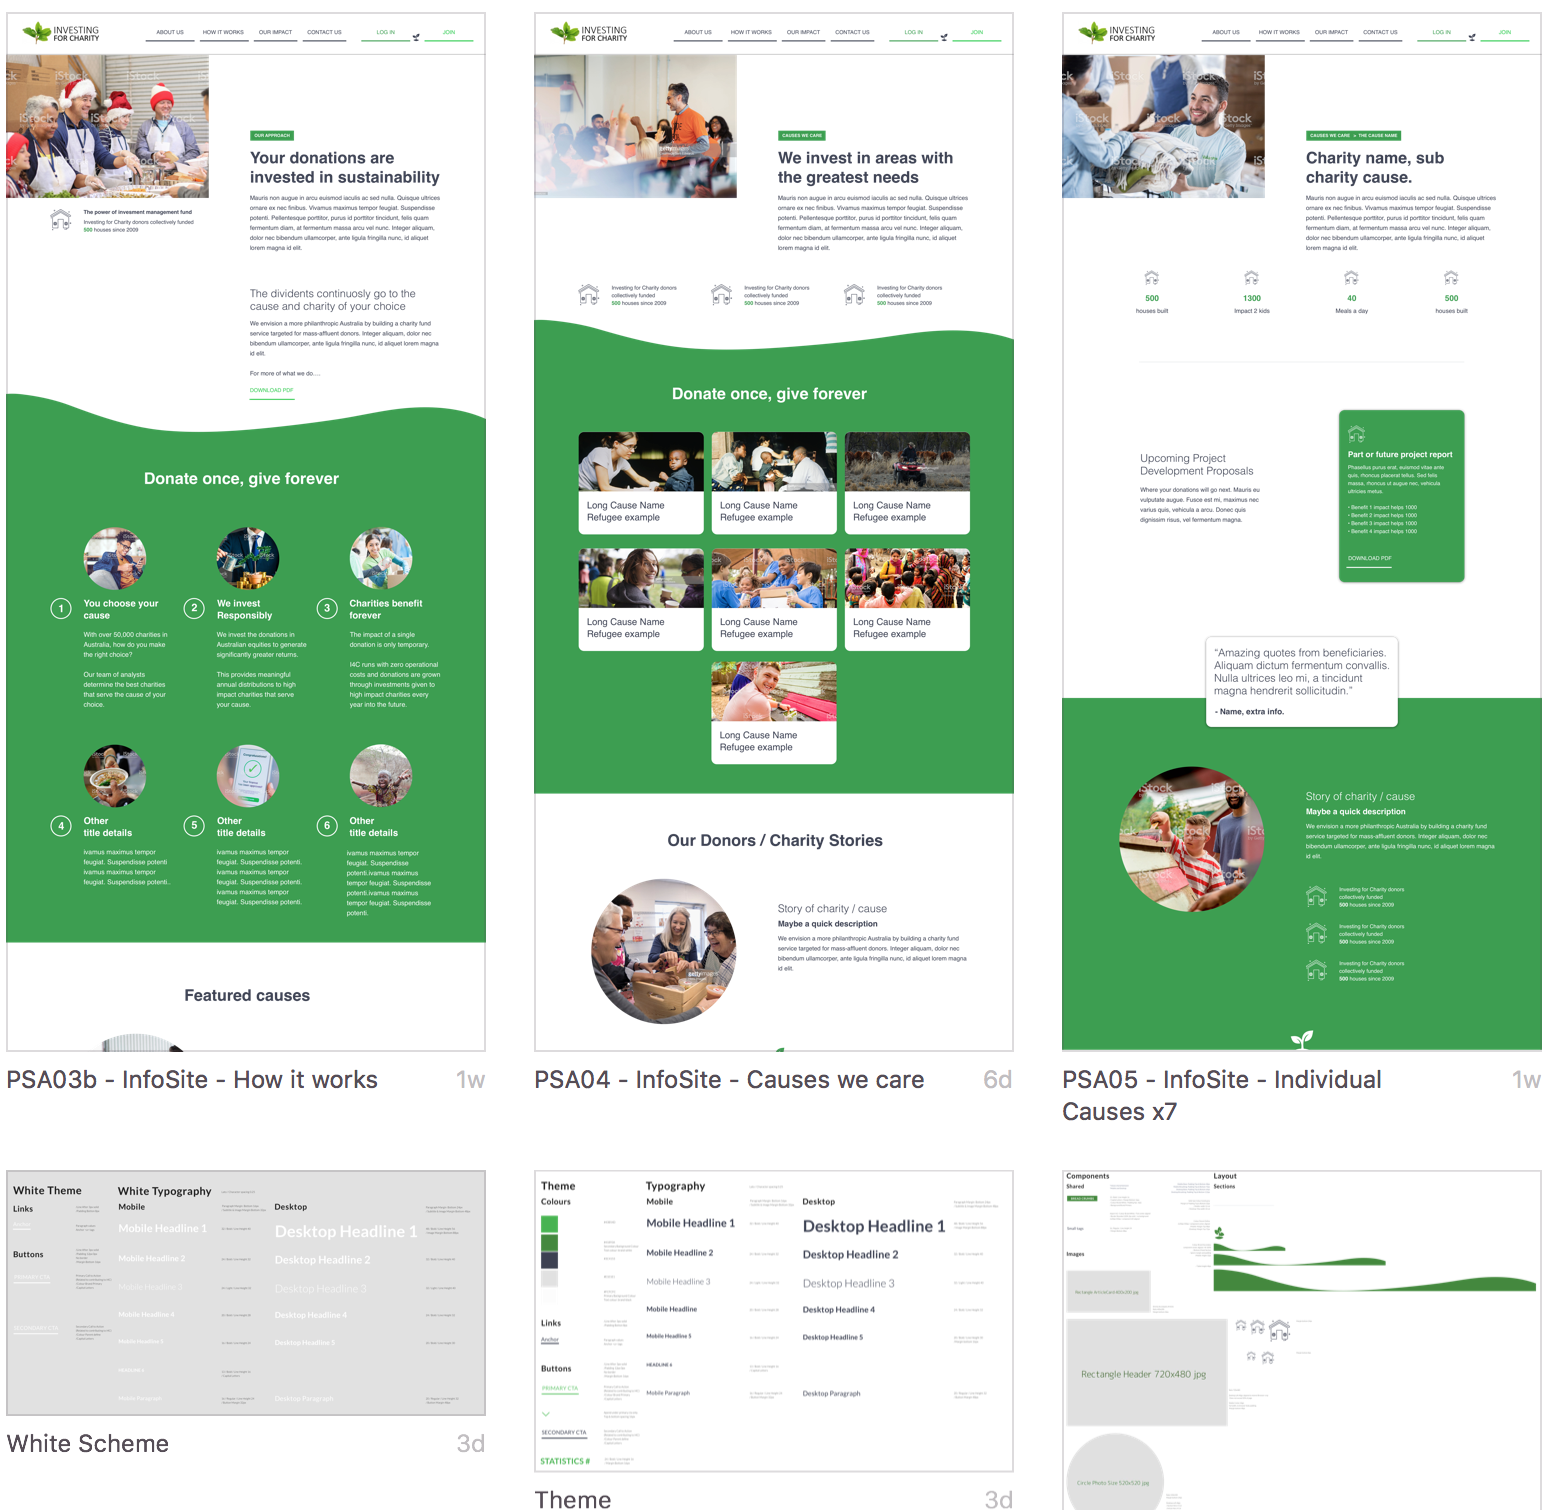 INVESTING
FOR CHARITY
ABOUT US
HOW IT WORKS
OUR IMPACT
CONTACT US
LOG IN
JOIN
OUR APPROACH
Your donations are
invested in sustainability
Mauris non augue in arcu euismod iaculis ac sed nulla. Quisque ultrices
ornare ex nec finibus. Vivamus maximus tempor feugiat. Suspendisse
potenti. Pellentesque porttitor, purus id porttitor tincidunt, felis quam
fermentum diam, at fermentum massa arcu vel nunc. Integer aliquam,
dolor nec bibendum ullamcorper, ante ligula fringilla nunc, id aliquet
lorem magna id elit.
The power of invesment management fund
Investing for Charity donors collectively funded
500 houses since 2009
The dividents continuosly go to the
cause and charity of your choice
We envision a more philanthropic Australia by building a charity fund
service targeted for mass-affluent donors. Integer aliquam, dolor nec
bibendum ullamcorper, ante ligula fringilla nunc, id aliquet lorem magna
id elit.
For more of what we do....
DOWNLOAD PDF
Donate once, give forever
1
You choose your
cause
With over 50,000 charities in
Australia, how do you make
the right choice?
Our team of analysts
determine the best charities
that serve the cause of your
choice.
2
We invest
Responsibly
We invest the donations in
Australian equities to generate
significantly greater returns.
This provides meaningful
annual distributions to high
impact charities that serve
your cause.
3
Charities benefit
forever
The impact of a single
donation is only temporary.
I4C runs with zero operational
costs and donations are grown
through investments given to
high impact charities every
year into the future.
4
Other
title details
ivamus maximus tempor
feugiat. Suspendisse potenti
ivamus maximus tempor
feugiat. Suspendisse potenti..
5
Other
title details
ivamus maximus tempor
feugiat. Suspendisse potenti.
ivamus maximus tempor
feugiat. Suspendisse potenti.
ivamus maximus tempor
feugiat. Suspendisse potenti.
6
Other
title details
ivamus maximus tempor
feugiat. Suspendisse
potenti.ivamus maximus
tempor feugiat. Suspendisse
potenti.ivamus maximus
tempor feugiat. Suspendisse
potenti.
Featured causes
PSA03b - InfoSite - How it works 1w
INVESTING
FOR CHARITY
ABOUT US
HOW IT WORKS
OUR IMPACT
CONTACT US
LOG IN
JOIN
CAUSES WE CARE
We invest in areas with
the greatest needs
Mauris non augue in arcu euismod iaculis ac sed nulla. Quisque ultrices
ornare ex nec finibus. Vivamus maximus tempor feugiat. Suspendisse
potenti. Pellentesque porttitor, purus id porttitor tincidunt, felis quam
fermentum diam, at fermentum massa arcu vel nunc. Integer aliquam,
dolor nec bibendum ullamcorper, ante ligula fringilla nunc, id aliquet
lorem magna id elit.
Investing for Charity donors
collectively funded
500 houses since 2009
Investing for Charity donors
collectively funded
500 houses since 2009
Investing for Charity donors
collectively funded
500 houses since 2009
Donate once, give forever
Long Cause Name
Refugee example
Long Cause Name
Refugee example
Long Cause Name
Refugee example
Long Cause Name
Refugee example
Long Cause Name
Refugee example
Long Cause Name
Refugee example
Long Cause Name
Refugee example
Our Donors / Charity Stories
Story of charity / cause
Maybe a quick description
We envision a more philanthropic Australia by building a charity fund
service targeted for mass-affluent donors. Integer aliquam, dolor nec
bibendum ullamcorper, ante ligula fringilla nunc, id aliquet lorem magna
id elit.
PSA04 - InfoSite - Causes we care 6d
INVESTING
FOR CHARITY
ABOUT US
HOW IT WORKS
OUR IMPACT
CONTACT US
LOG IN
JOIN
CAUSES WE CARE > THE CAUSE NAME
Charity name, sub
charity cause.
Mauris non augue in arcu euismod iaculis ac sed nulla. Quisque ultrices
ornare ex nec finibus. Vivamus maximus tempor feugiat. Suspendisse
potenti. Pellentesque porttitor, purus id porttitor tincidunt, felis quam
fermentum diam, at fermentum massa arcu vel nunc. Integer aliquam,
dolor nec bibendum ullamcorper, ante ligula fringilla nunc, id aliquet
lorem magna id elit.
500
houses built
1300
Impact 2 kids
40
Meals a day
500
houses built
Upcoming Project
Development Proposals
Where your donations will go next. Mauris eu
vulputate augue. Fusce est mi, maximus nec
varius quis, vehicula a arcu. Donec quis
dignissim risus, vel fermentum magna.
Part or future project report
Phasellus purus erat, euismod vitae ante
quis, rhoncus placerat tellus. Sed felis
massa, rhoncus ut augue nec, vehicula
ultricies metus.
• Benefit 1 impact helps 1000
• Benefit 2 impact helps 1000
• Benefit 3 impact helps 1000
• Benefit 4 impact helps 1000
DOWNLOAD PDF
"Amazing quotes from beneficiaries.
Aliquam dictum fermentum convallis.
Nulla ultrices leo mi, a tincidunt
magna hendrerit sollicitudin."
- Name, extra info.
Story of charity / cause
Maybe a quick description
We envision a more philanthropic Australia by building a charity fund
service targeted for mass-affluent donors. Integer aliquam, dolor nec
bibendum ullamcorper, ante ligula fringilla nunc, id aliquet lorem magna
id elit.
Investing for Charity donors
collectively funded
500 houses since 2009
Investing for Charity donors
collectively funded
500 houses since 2009
Investing for Charity donors
collectively funded
500 houses since 2009
PSA05 - InfoSite - Individual 1w
Causes x7
White Theme
Links
Anchor
Buttons
PRIMARY CTA
SECONDARY CTA
White Typography
Mobile
Mobile Headline 1
Mobile Headline 2
Mobile Headline 3
Mobile Headline 4
Mobile Headline 5
HEADLINE 6
Mobile Paragraph
Desktop
Desktop Headline 1
Desktop Headline 2
Desktop Headline 3
Desktop Headline 4
Desktop Headline 5
Desktop Paragraph
White Scheme 3d
Theme
Colours
Links
Anchor
Buttons
PRIMARY CTA
SECONDARY CTA
STATISTICS #
Typography
Mobile
Mobile Headline 1
Mobile Headline 2
Mobile Headline 3
Mobile Headline
Mobile Headline 5
HEADLINE 6
Mobile Paragraph
Desktop
Desktop Headline 1
Desktop Headline 2
Desktop Headline 3
Desktop Headline 4
Desktop Headline 5
Desktop Paragraph
Theme 3d
Components
Shared
Small logo
Images
Rectangle Header 720x480 jpg
Circle Photo Size 520x520 jpg
Layout
Sections